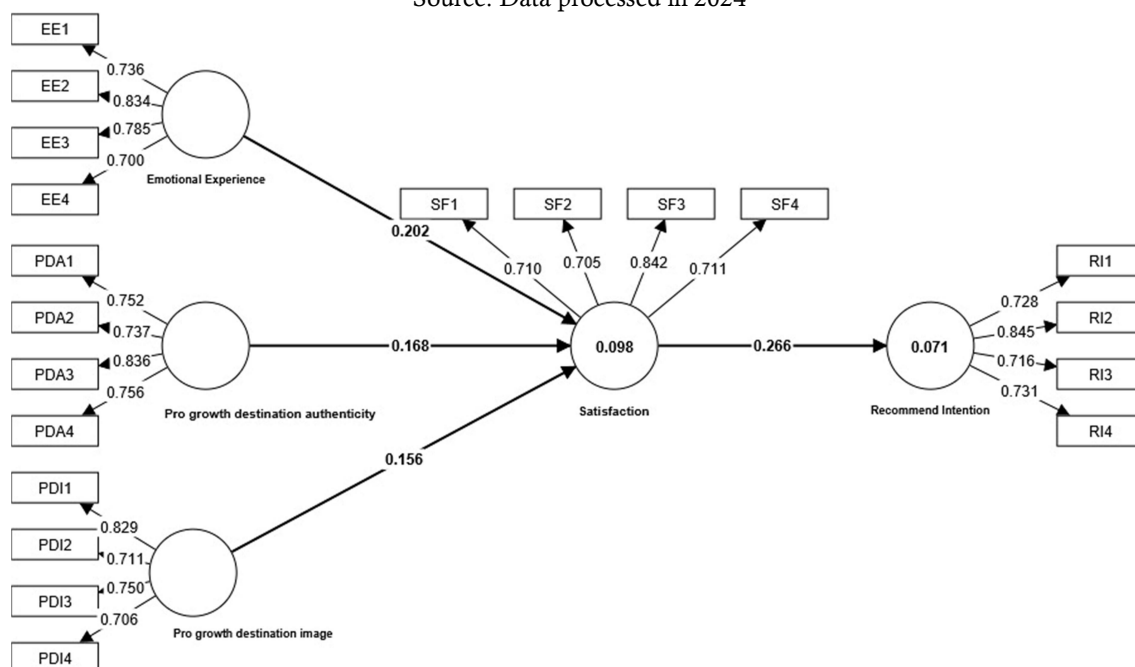 Source: Data processed in 2024
EE1
0.736
EE2
0.834
EE3
0.785
0.700
EE4
Emotional Experience
PDA1
0.752
PDA2
0.737
PDA3
0.836
0.756
PDA4
Pro growth destination authenticity
PDI1
0.829
PDI2
0.711
PDI3
0.750
0.706
PDI4
Pro growth destination image
0.202
0.168
0.156
SF1
SF2
SF3
SF4
0.710
0.705
0.842
0.711
0.098
Satisfaction
0.266
0.071
Recommend Intention
RI1
0.728
RI2
0.845
0.716
RI3
0.731
RI4